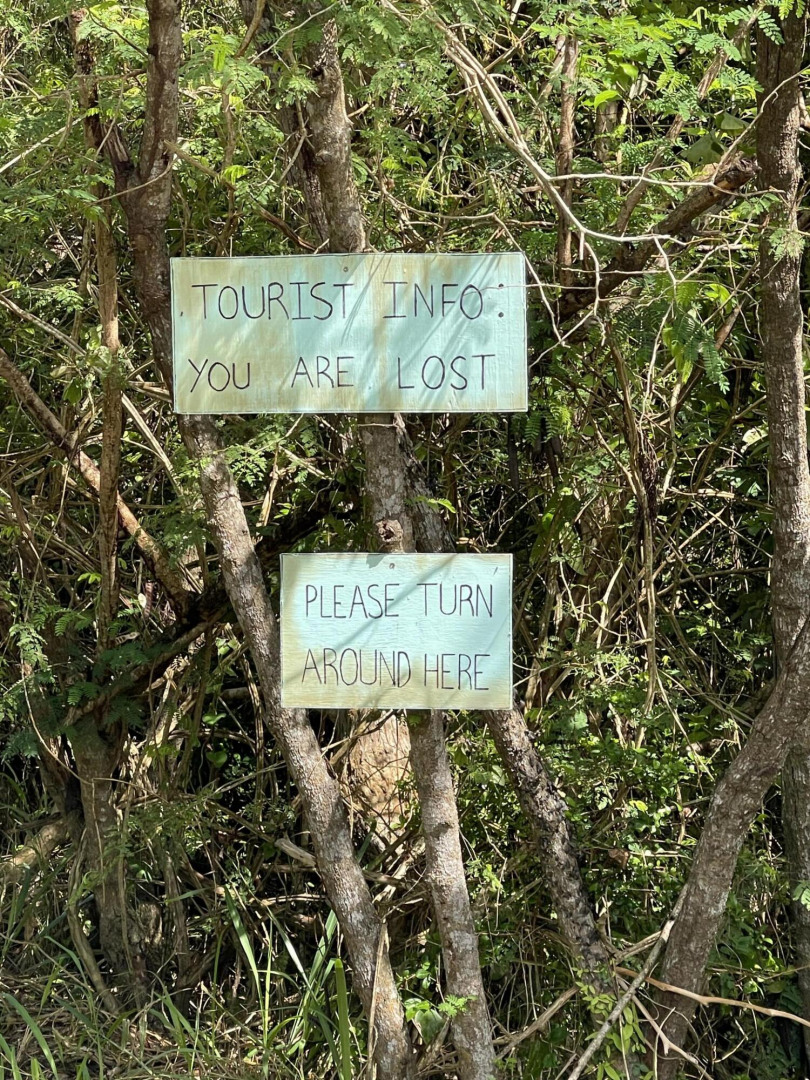 TOURIST INFO:
YOU ARE LOST
PLEASE TURN
AROUND HERE